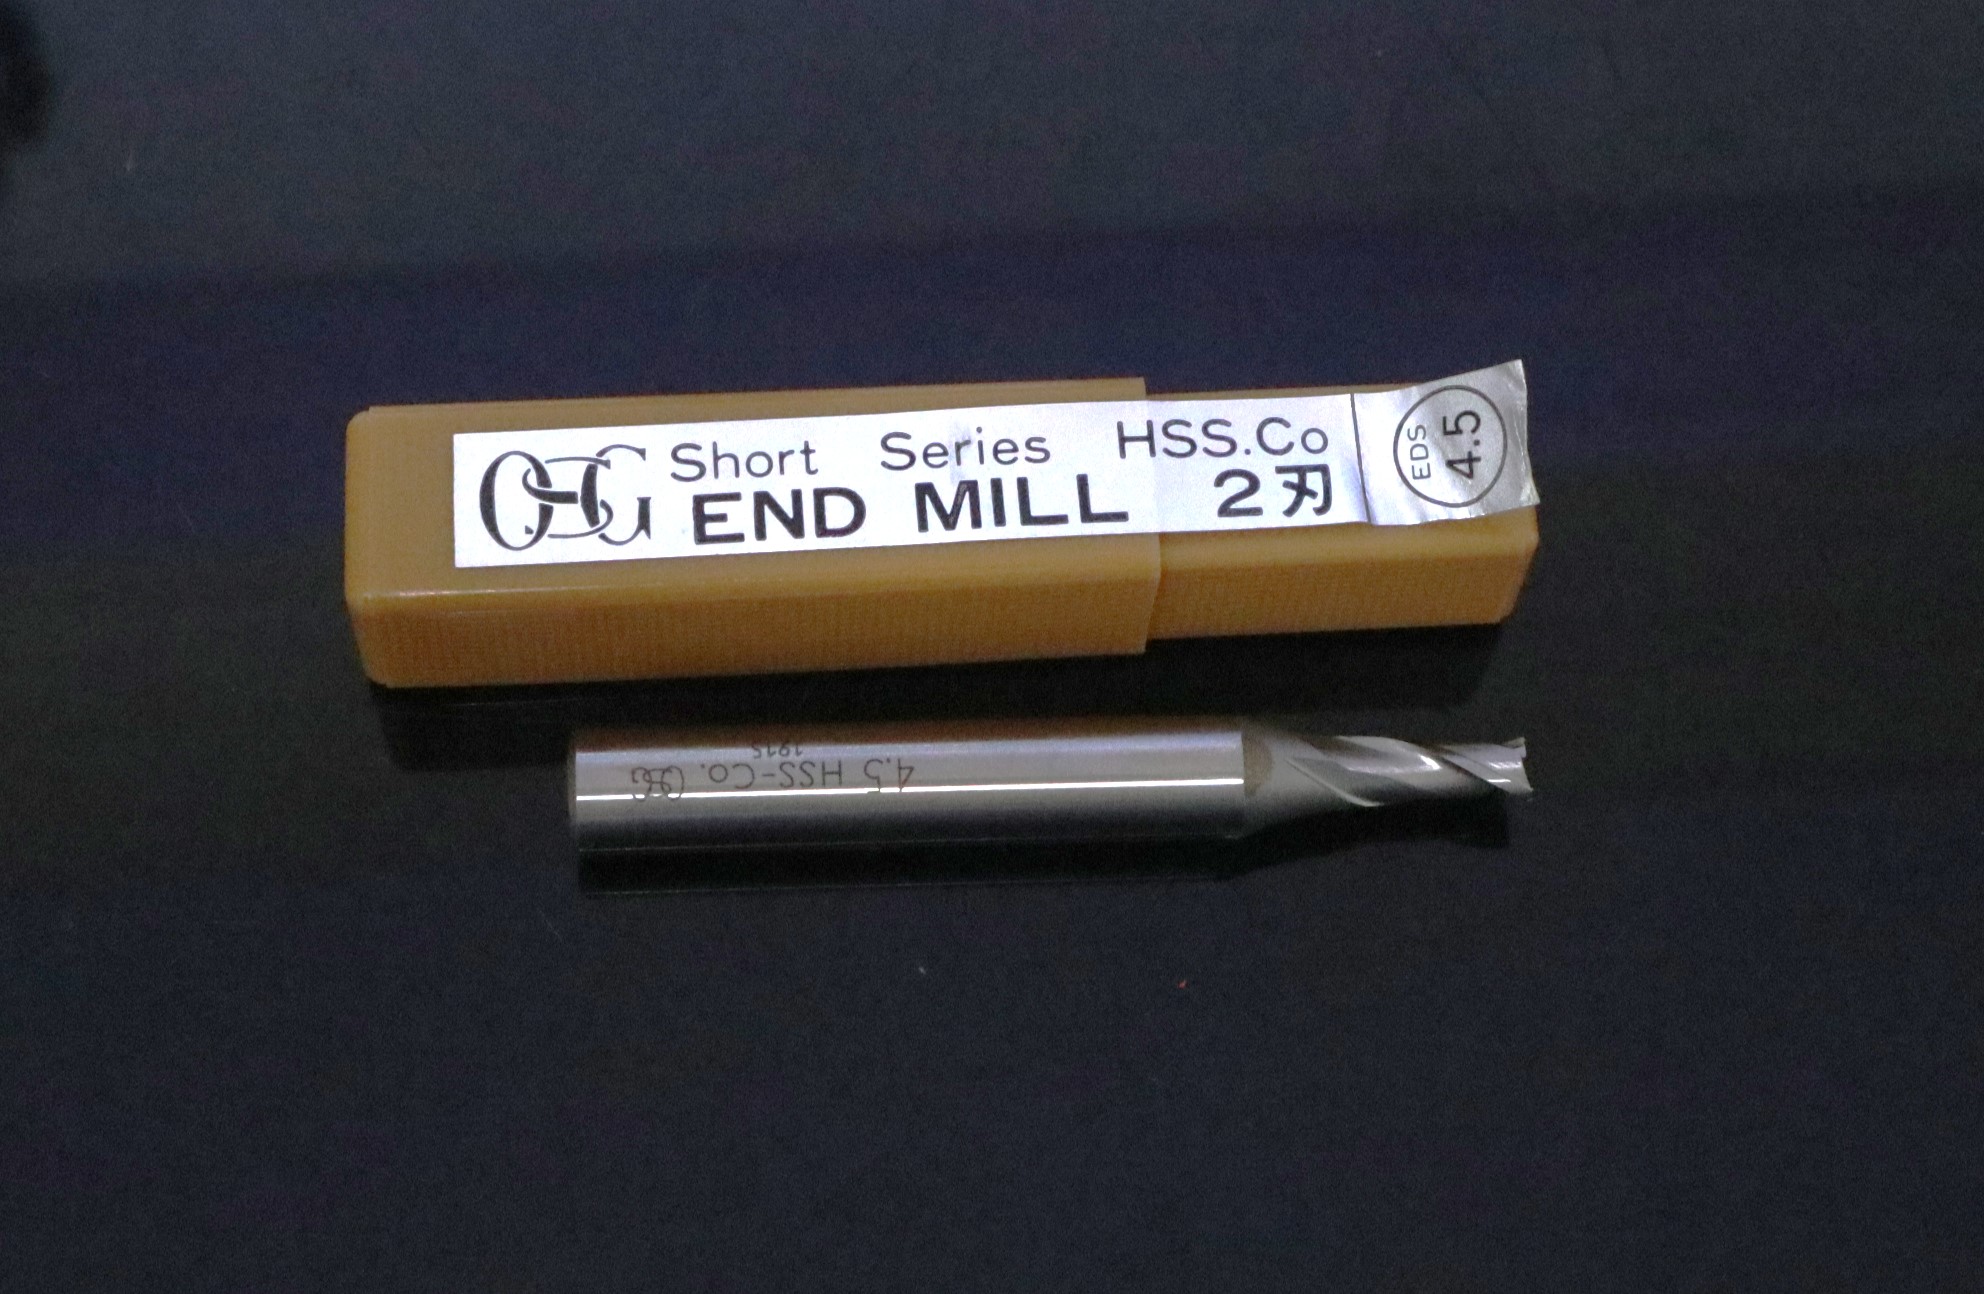 OSG Short Series HSS.Co
END MILL 2刃
EDS
4.5
4.5 HSS-Co. OSG
1915